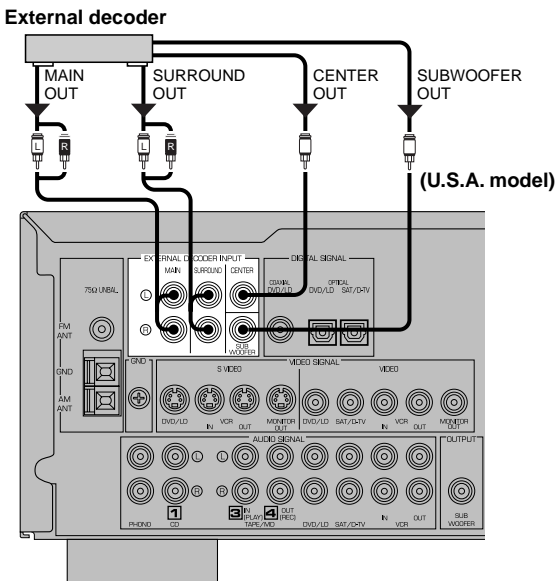 External decoder
MAIN OUT
SURROUND OUT
CENTER OUT
SUBWOOFER OUT
L R
L R
(U.S.A. model)
EXTERNAL DECODER INPUT
MAIN SURROUND CENTER
L
R
SUB WOOFER
DIGITAL SIGNAL
COAXIAL OPTICAL
DVD/LD DVD/LD SAT/D-TV
75Ω UNBAL.
FM ANT
GND
AM ANT
GND
VIDEO SIGNAL
S VIDEO VIDEO
DVD/LD IN VCR OUT MONITOR OUT DVD/LD SAT/D-TV IN VCR OUT MONITOR OUT
AUDIO SIGNAL
OUTPUT
L L
R R
1 3 IN (PLAY) 4 OUT (REC)
PHONO CD TAPE/MD DVD/LD SAT/D-TV IN VCR OUT
SUB WOOFER